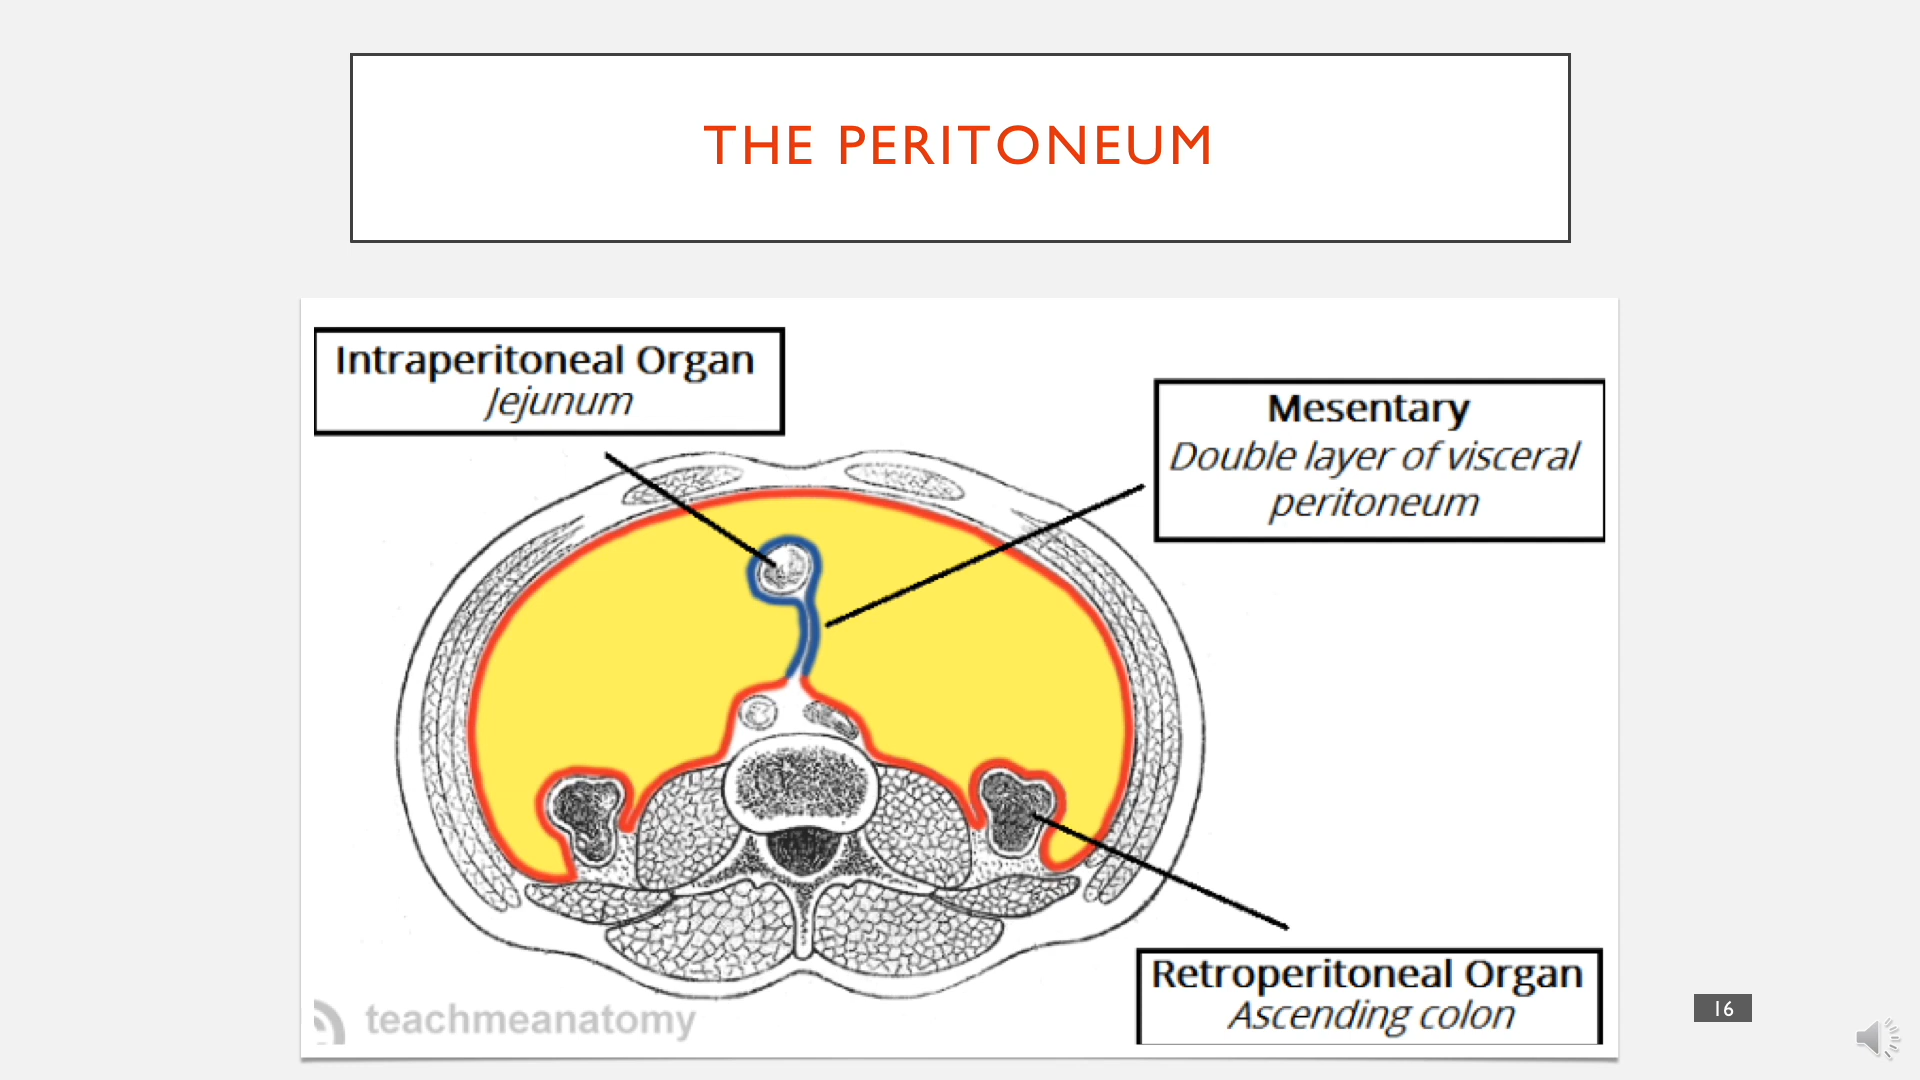 THE PERITONEUM
Intraperitoneal Organ
Jejunum
Mesentary
Double layer of visceral
peritoneum
Retroperitoneal Organ
Ascending colon
teachmeanatomy
16